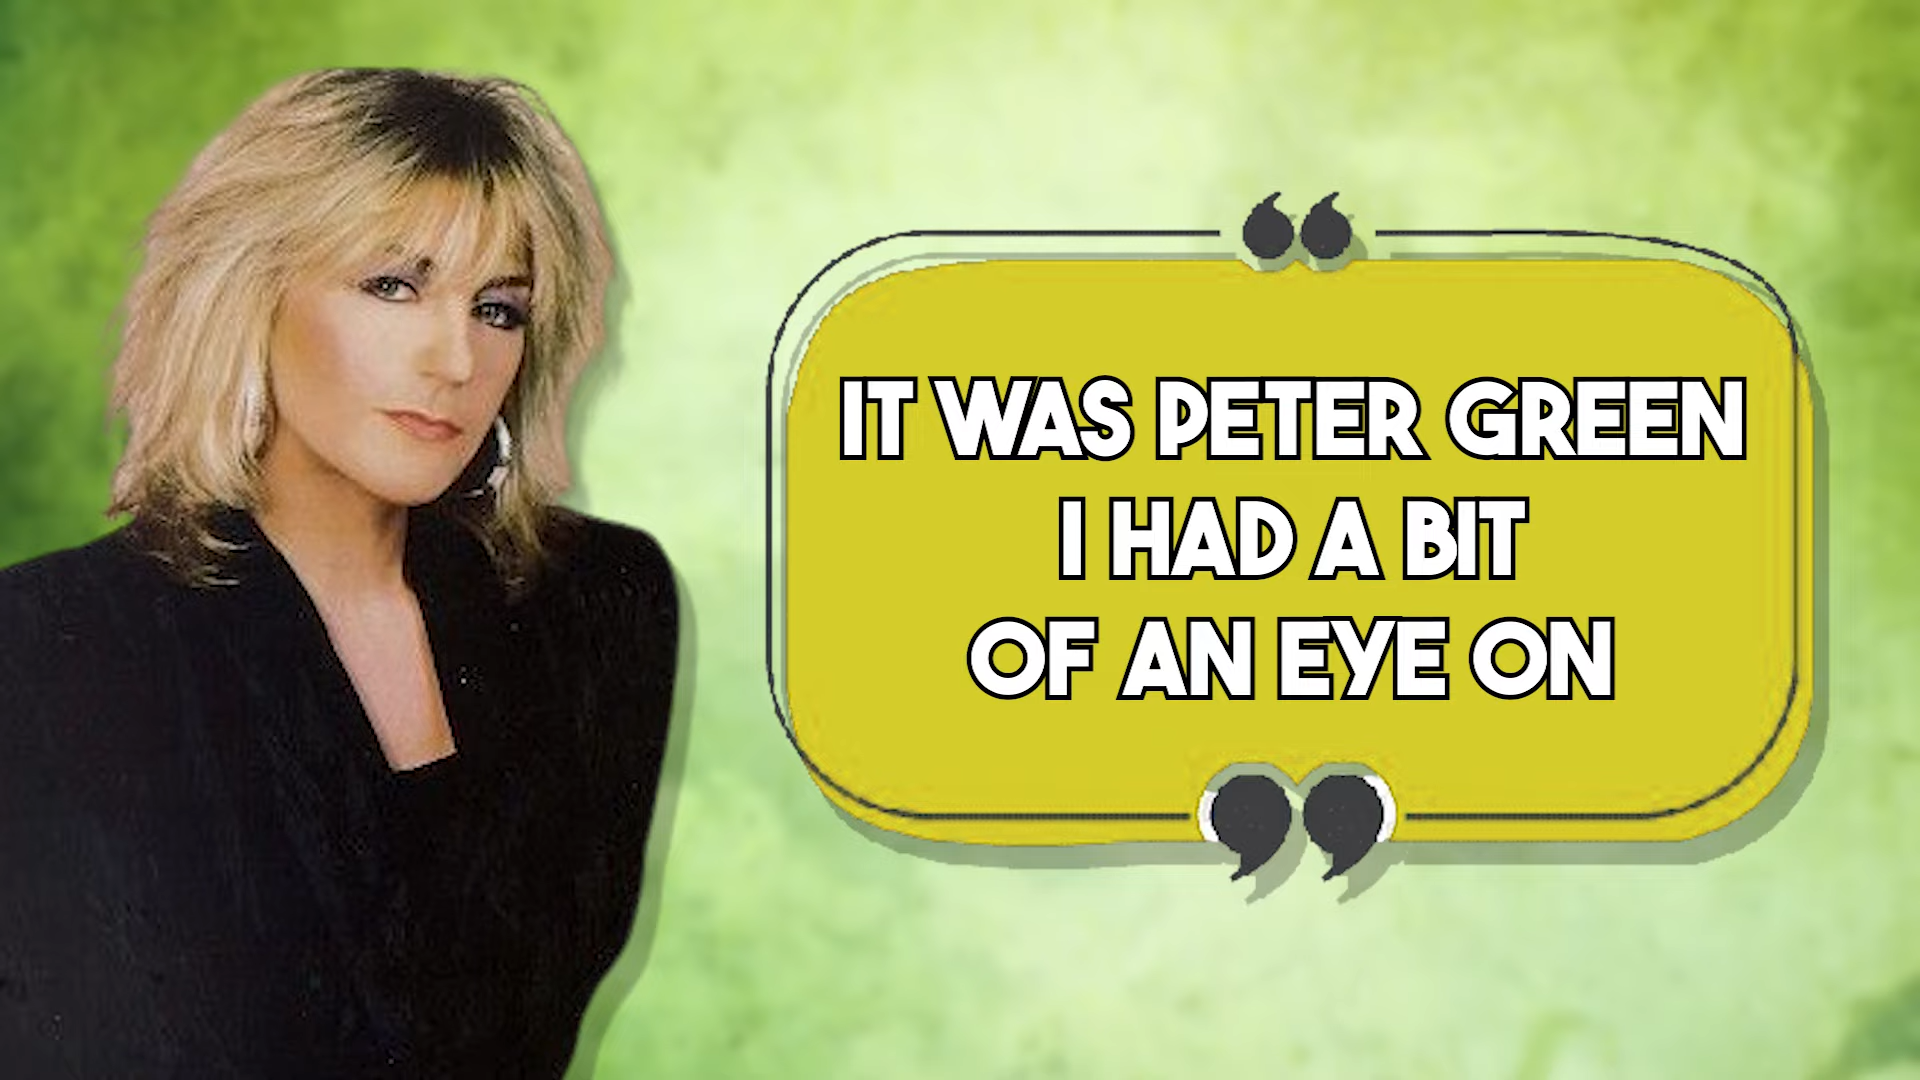 IT WAS PETER GREEN
I HAD A BIT
OF AN EYE ON